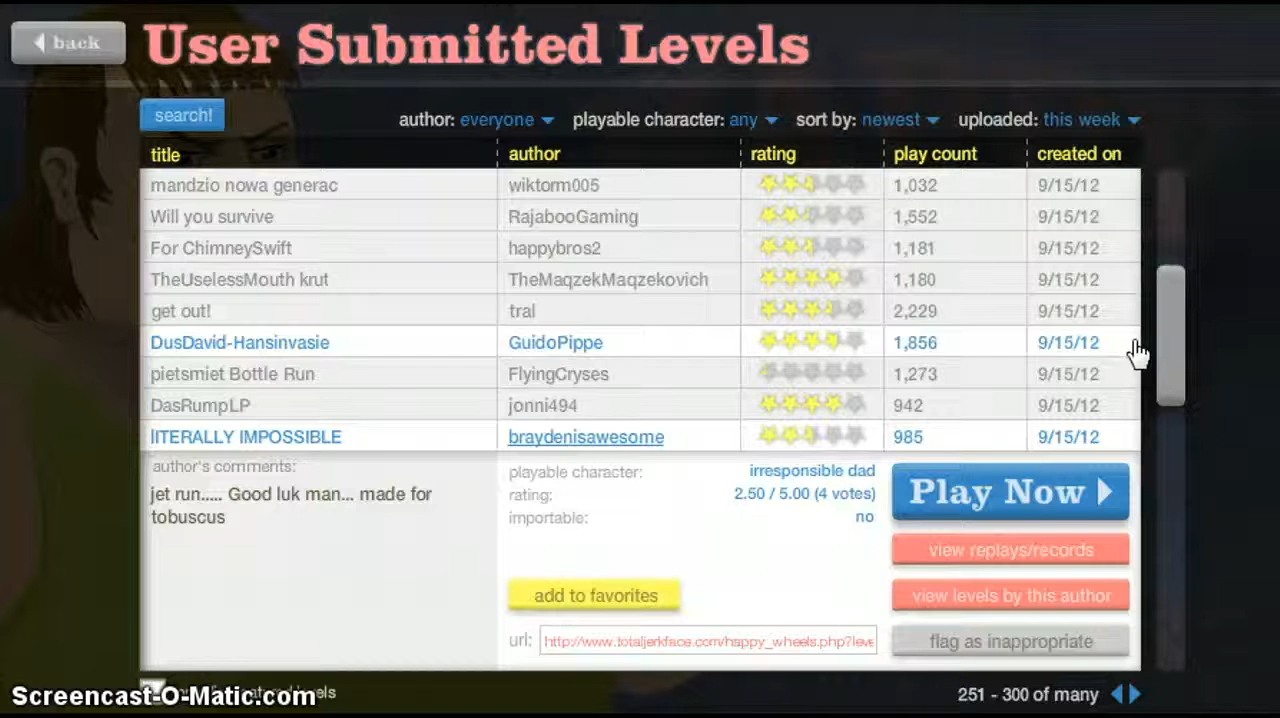 back
User Submitted Levels
search!
author: everyone playable character: any sort by: newest uploaded: this week
title author rating play count created on
mandzio nowa generac wiktorm005 1,032 9/15/12
Will you survive RajabooGaming 1,552 9/15/12
For ChimneySwift happybros2 1,181 9/15/12
TheUselessMouth krut TheMaqzekMaqzekovich 1,180 9/15/12
get out! tral 2,229 9/15/12
DusDavid-Hansinvasie GuidoPippe 1,856 9/15/12
pietsmiet Bottle Run FlyingCryses 1,273 9/15/12
DasRumpLP jonni494 942 9/15/12
lITERALLY IMPOSSIBLE braydenisawesome 985 9/15/12
author's comments:
jet run..... Good luk man... made for
tobuscus
playable character: irresponsible dad
rating: 2.50 / 5.00 (4 votes)
importable: no
add to favorites
url: http://www.totaljerkface.com/happy_wheels.php?leve
Play Now
view replays/records
view levels by this author
flag as inappropriate
Screencast-O-Matic.com
251 - 300 of many